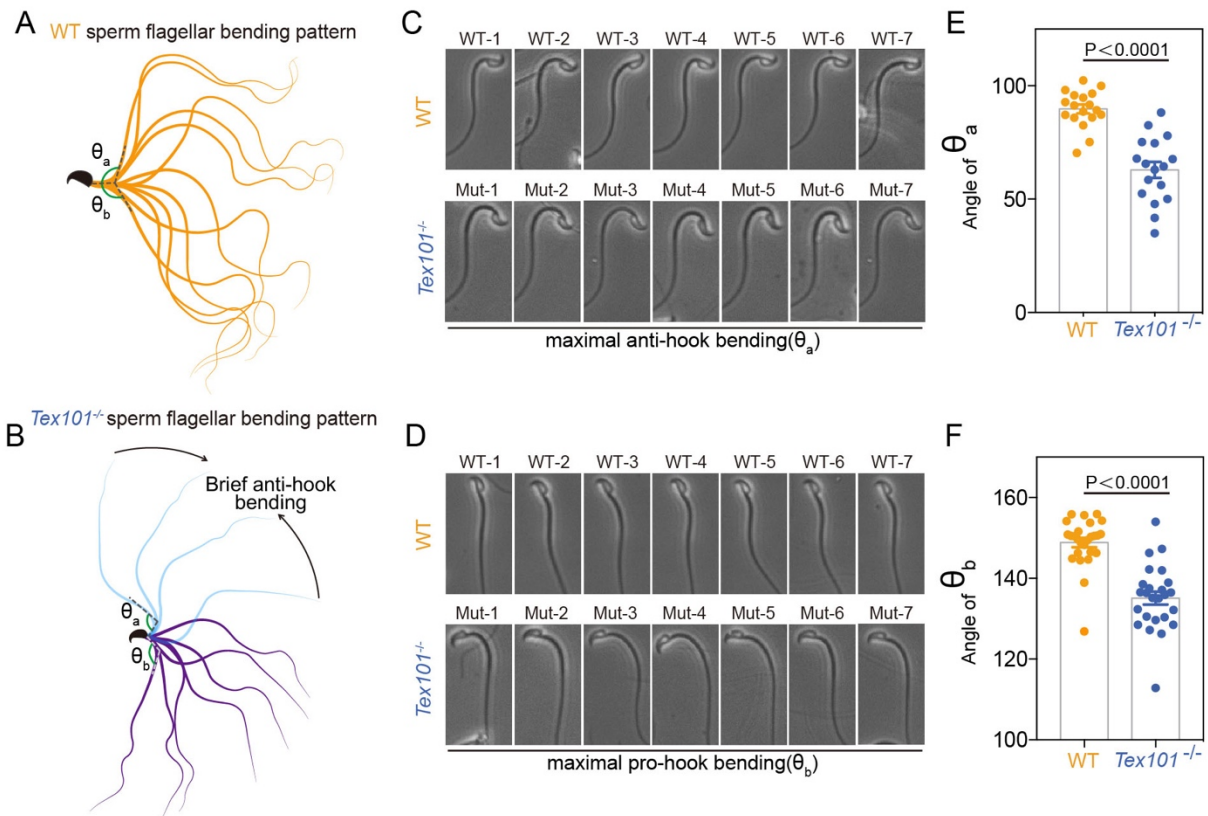 A
WT sperm flagellar bending pattern
θa
θb
Tex101-/- sperm flagellar bending pattern
B
Brief anti-hook
bending
θa
θb
C
WT-1 WT-2 WT-3 WT-4 WT-5 WT-6 WT-7
WT
Mut-1 Mut-2 Mut-3 Mut-4 Mut-5 Mut-6 Mut-7
Tex101-/-
maximal anti-hook bending(θa)
D
WT-1 WT-2 WT-3 WT-4 WT-5 WT-6 WT-7
WT
Mut-1 Mut-2 Mut-3 Mut-4 Mut-5 Mut-6 Mut-7
Tex101-/-
maximal pro-hook bending(θb)
E
P<0.0001
Angle of θa
100
50
0
WT Tex101-/-
F
P<0.0001
Angle of θb
160
140
120
100
WT Tex101-/-